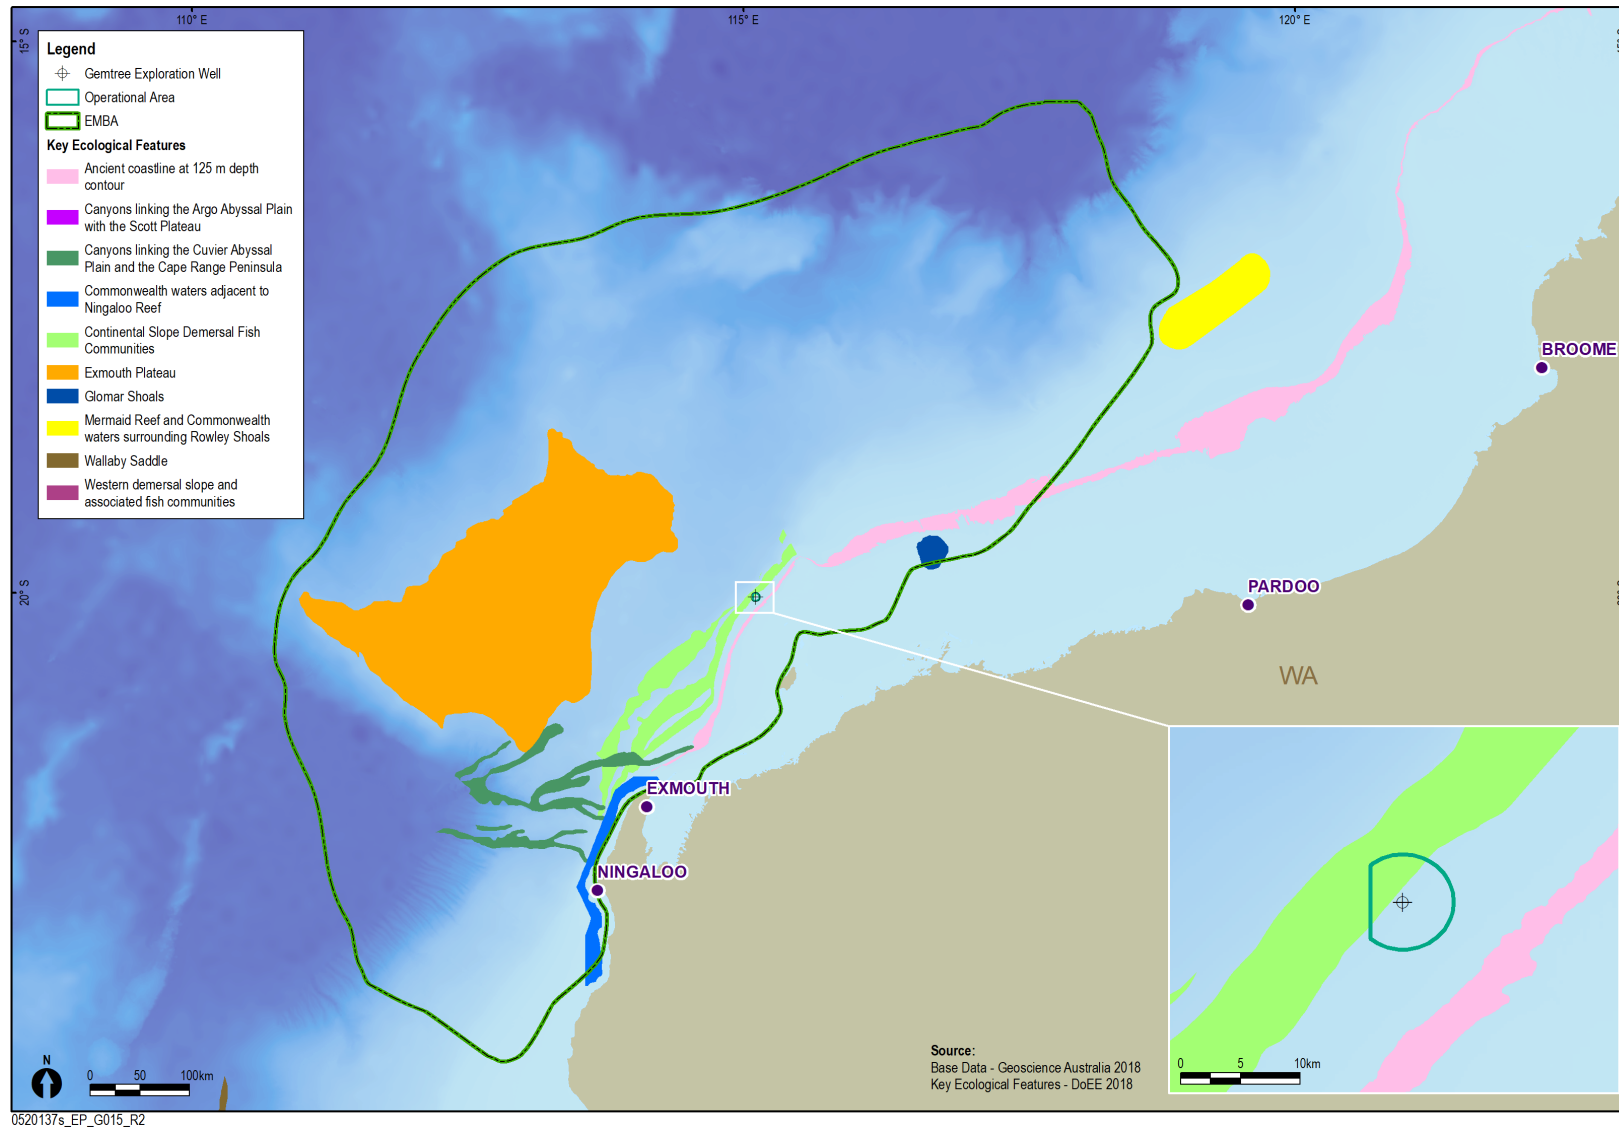 110° E
115° E
120° E
15° S
20° S
Legend
Gemtree Exploration Well
Operational Area
EMBA
Key Ecological Features
Ancient coastline at 125 m depth
contour
Canyons linking the Argo Abyssal Plain
with the Scott Plateau
Canyons linking the Cuvier Abyssal
Plain and the Cape Range Peninsula
Commonwealth waters adjacent to
Ningaloo Reef
Continental Slope Demersal Fish
Communities
Exmouth Plateau
Glomar Shoals
Mermaid Reef and Commonwealth
waters surrounding Rowley Shoals
Wallaby Saddle
Western demersal slope and
associated fish communities
BROOME
PARDOO
WA
EXMOUTH
NINGALOO
N
0 50 100km
Source:
Base Data - Geoscience Australia 2018
Key Ecological Features - DoEE 2018
0 5 10km
0520137s_EP_G015_R2